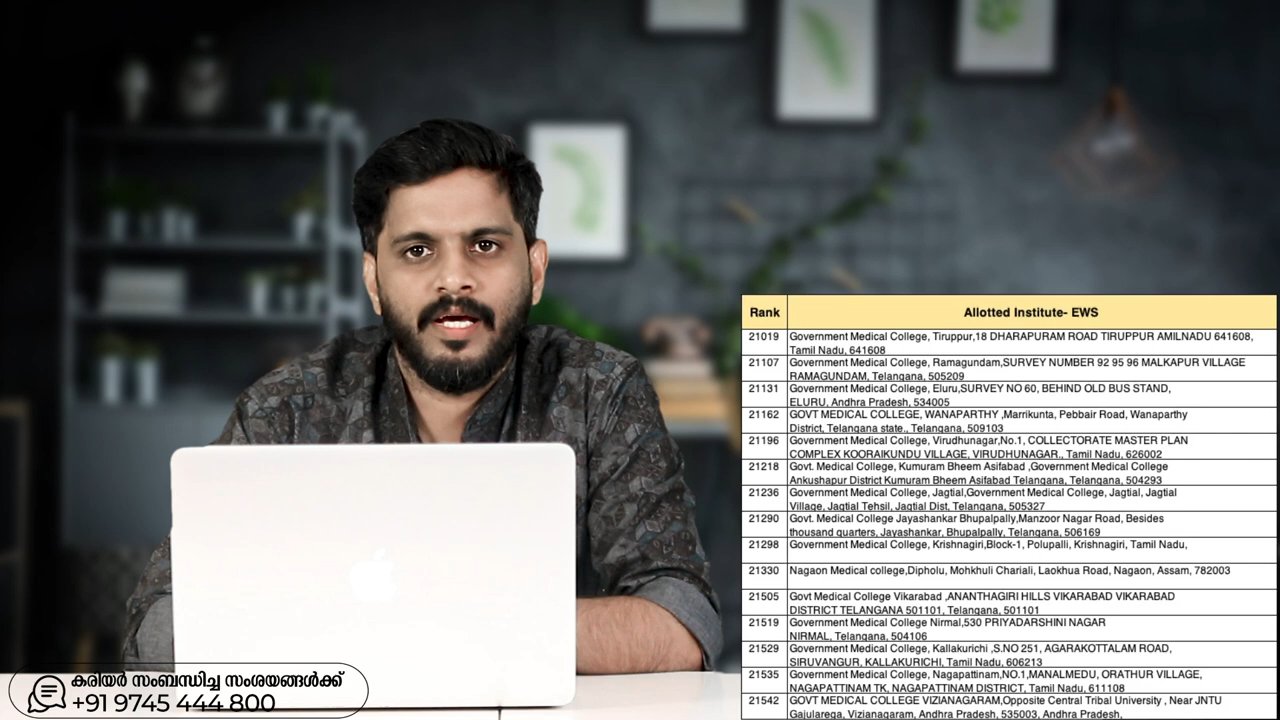 Rank Allotted Institute- EWS
21019 Government Medical College, Tiruppur,18 DHARAPURAM ROAD TIRUPPUR AMILNADU 641608,
Tamil Nadu, 641608
21107 Government Medical College, Ramagundam,SURVEY NUMBER 92 95 96 MALKAPUR VILLAGE
RAMAGUNDAM, Telangana, 505209
21131 Government Medical College, Eluru,SURVEY NO 60, BEHIND OLD BUS STAND,
ELURU, Andhra Pradesh, 534005
21162 GOVT MEDICAL COLLEGE, WANAPARTHY ,Marrikunta, Pebbair Road, Wanaparthy
District, Telangana state., Telangana, 509103
21196 Government Medical College, Virudhunagar,No.1, COLLECTORATE MASTER PLAN
COMPLEX KOORAIKUNDU VILLAGE, VIRUDHUNAGAR., Tamil Nadu, 626002
21218 Govt. Medical College, Kumuram Bheem Asifabad ,Government Medical College
Ankushapur District Kumuram Bheem Asifabad Telangana, Telangana, 504293
21236 Government Medical College, Jagtial,Government Medical College, Jagtial, Jagtial
Village, Jagtial Tehsil, Jagtial Dist, Telangana, 505327
21290 Govt. Medical College Jayashankar Bhupalpally,Manzoor Nagar Road, Besides
thousand quarters, Jayashankar, Bhupalpally, Telangana, 506169
21298 Government Medical College, Krishnagiri,Block-1, Polupalli, Krishnagiri, Tamil Nadu,
21330 Nagaon Medical college,Dipholu, Mohkhuli Chariali, Laokhua Road, Nagaon, Assam, 782003
21505 Govt Medical College Vikarabad ,ANANTHAGIRI HILLS VIKARABAD VIKARABAD
DISTRICT TELANGANA 501101, Telangana, 501101
21519 Government Medical College Nirmal,530 PRIYADARSHINI NAGAR
NIRMAL, Telangana, 504106
21529 Government Medical College, Kallakurichi ,S.NO 251, AGARAKOTTALAM ROAD,
SIRUVANGUR, KALLAKURICHI, Tamil Nadu, 606213
21535 Government Medical College, Nagapattinam,NO.1,MANALMEDU, ORATHUR VILLAGE,
NAGAPATTINAM TK, NAGAPATTINAM DISTRICT, Tamil Nadu, 611108
21542 GOVT MEDICAL COLLEGE VIZIANAGARAM,Opposite Central Tribal University , Near JNTU
Gajularega, Vizianagaram, Andhra Pradesh, 535003, Andhra Pradesh,
കരിയർ സംബന്ധിച്ച സംശയങ്ങൾക്ക്
+91 9745 444 800